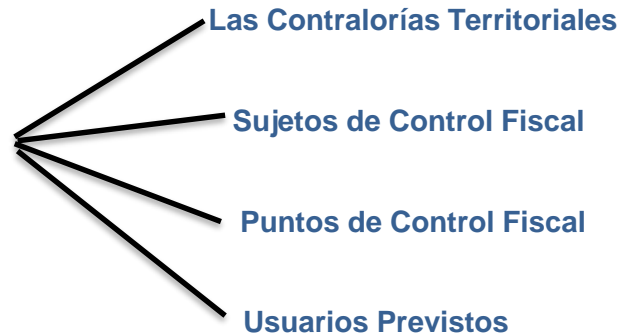 Las Contralorías Territoriales
Sujetos de Control Fiscal
Puntos de Control Fiscal
Usuarios Previstos